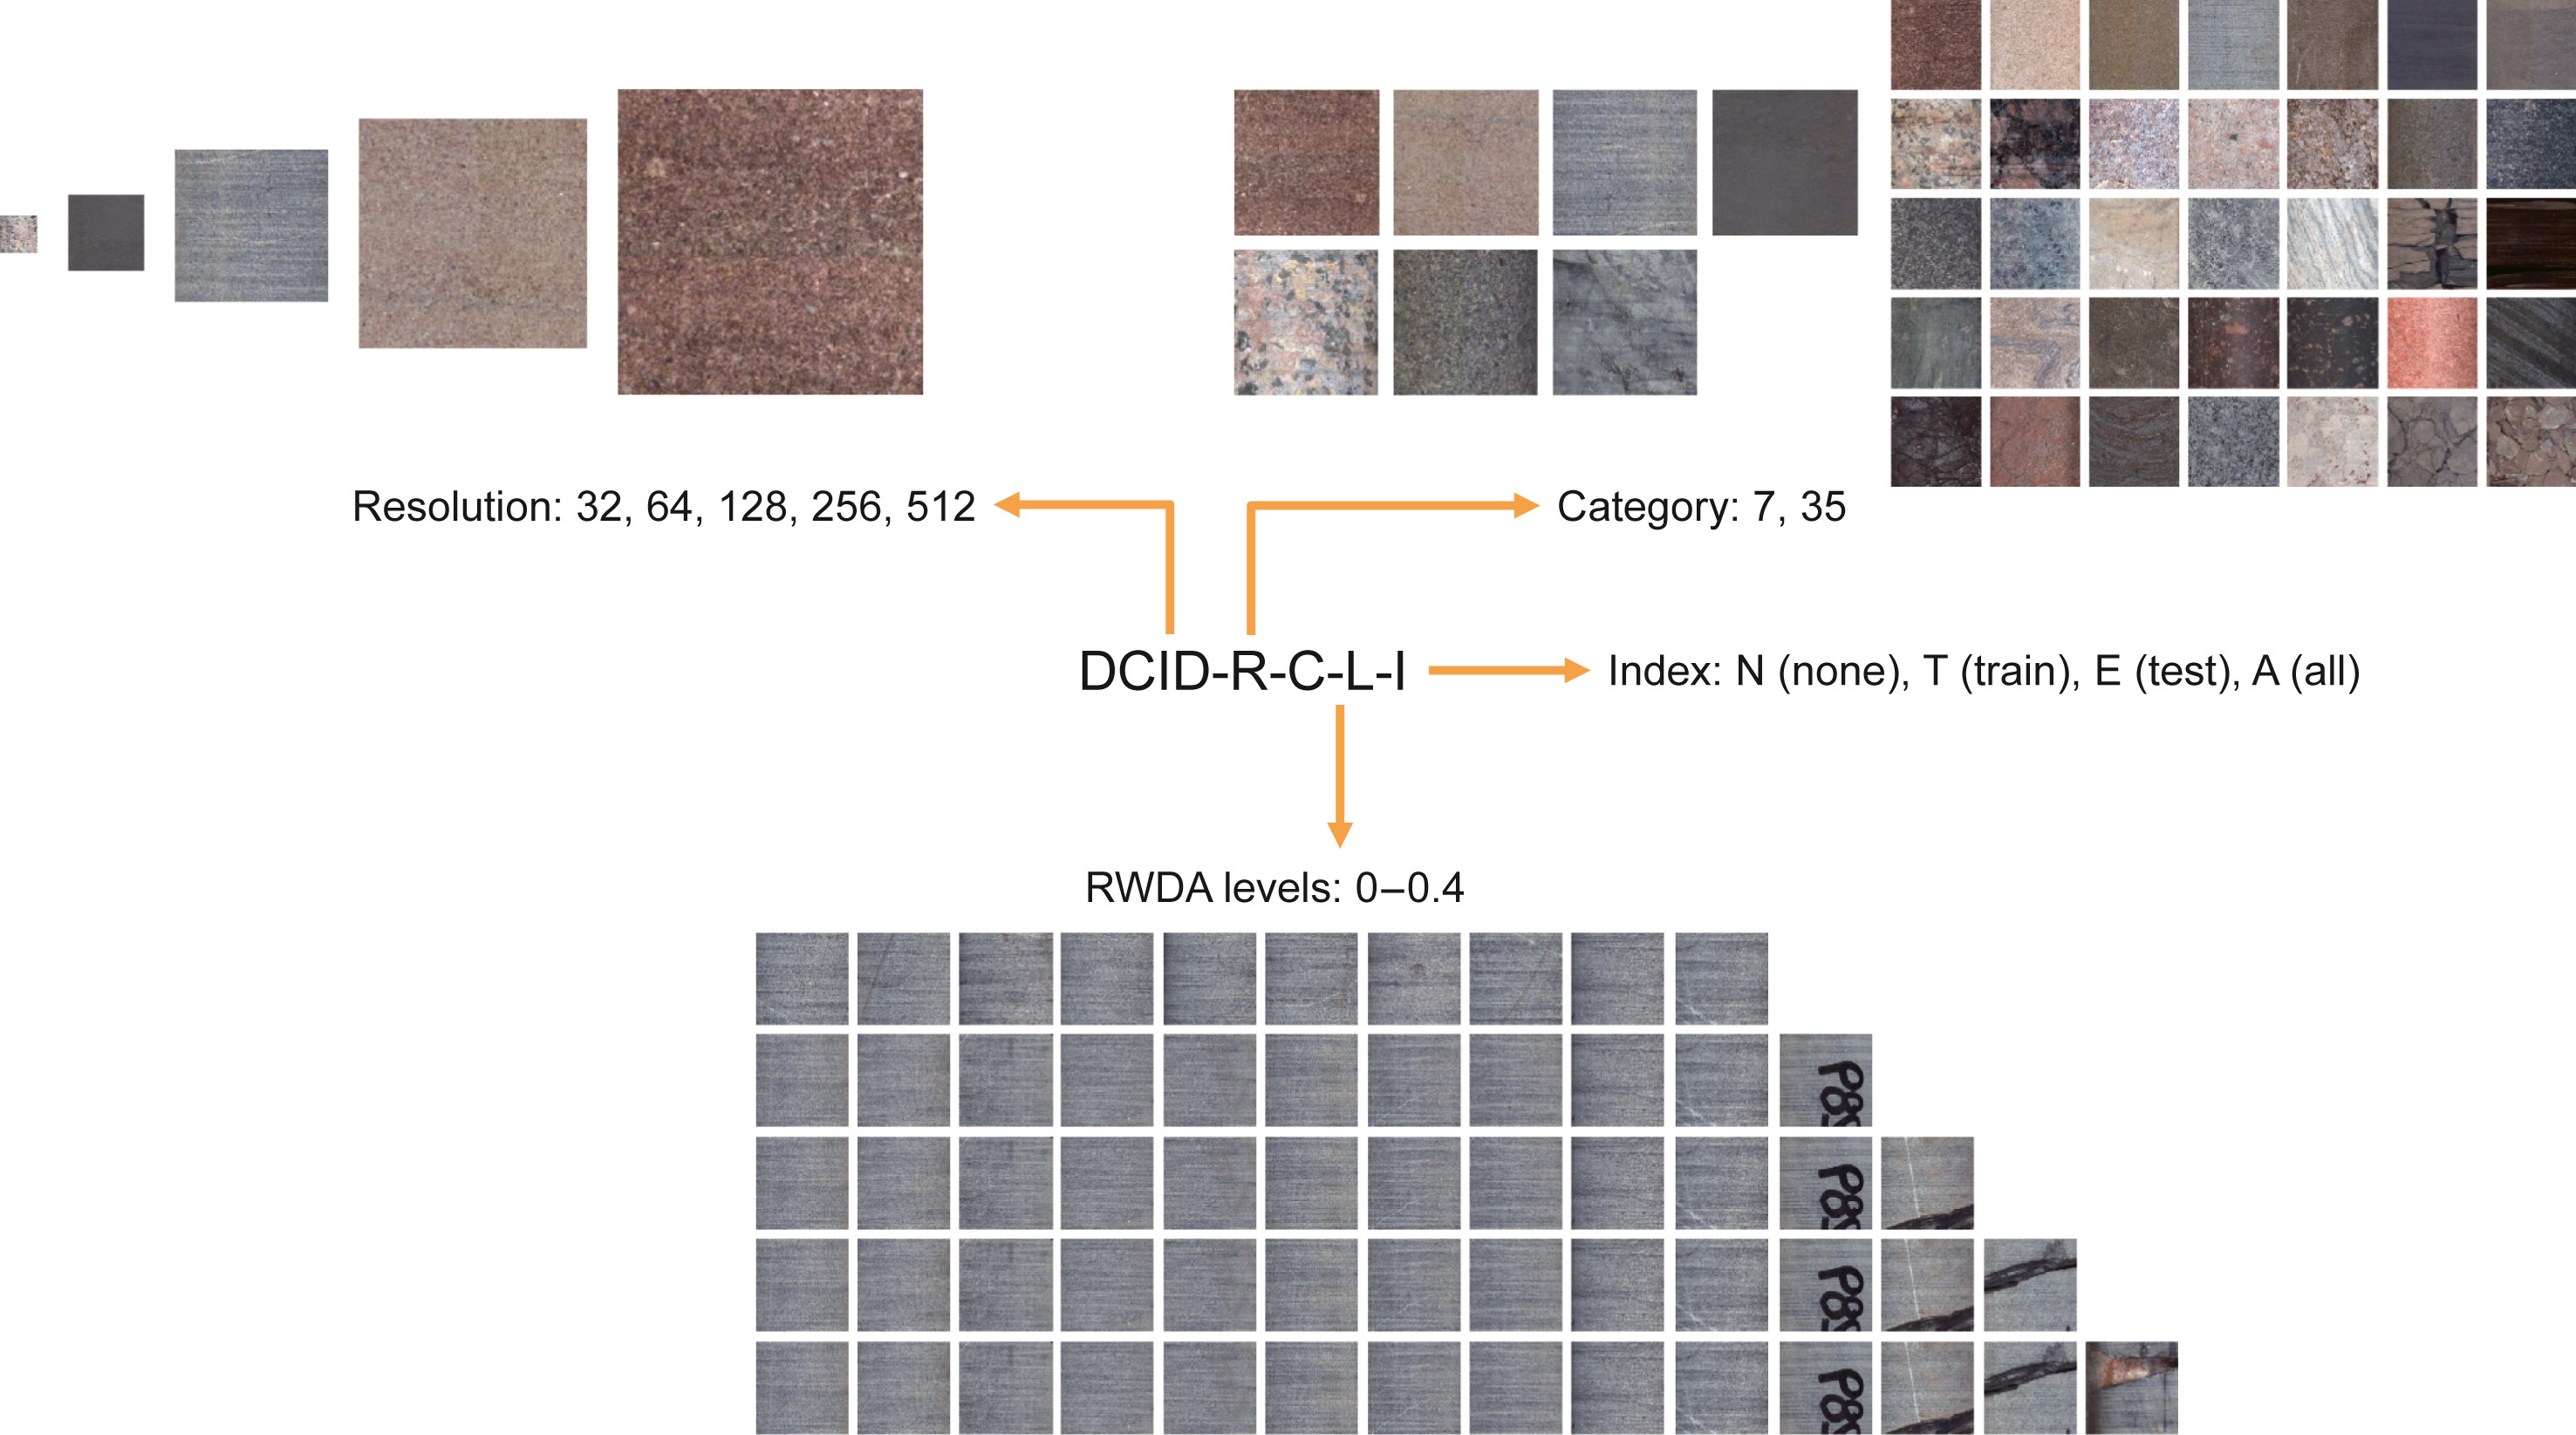 Resolution: 32, 64, 128, 256, 512
Category: 7, 35
DCID-R-C-L-I
Index: N (none), T (train), E (test), A (all)
RWDA levels: 0–0.4